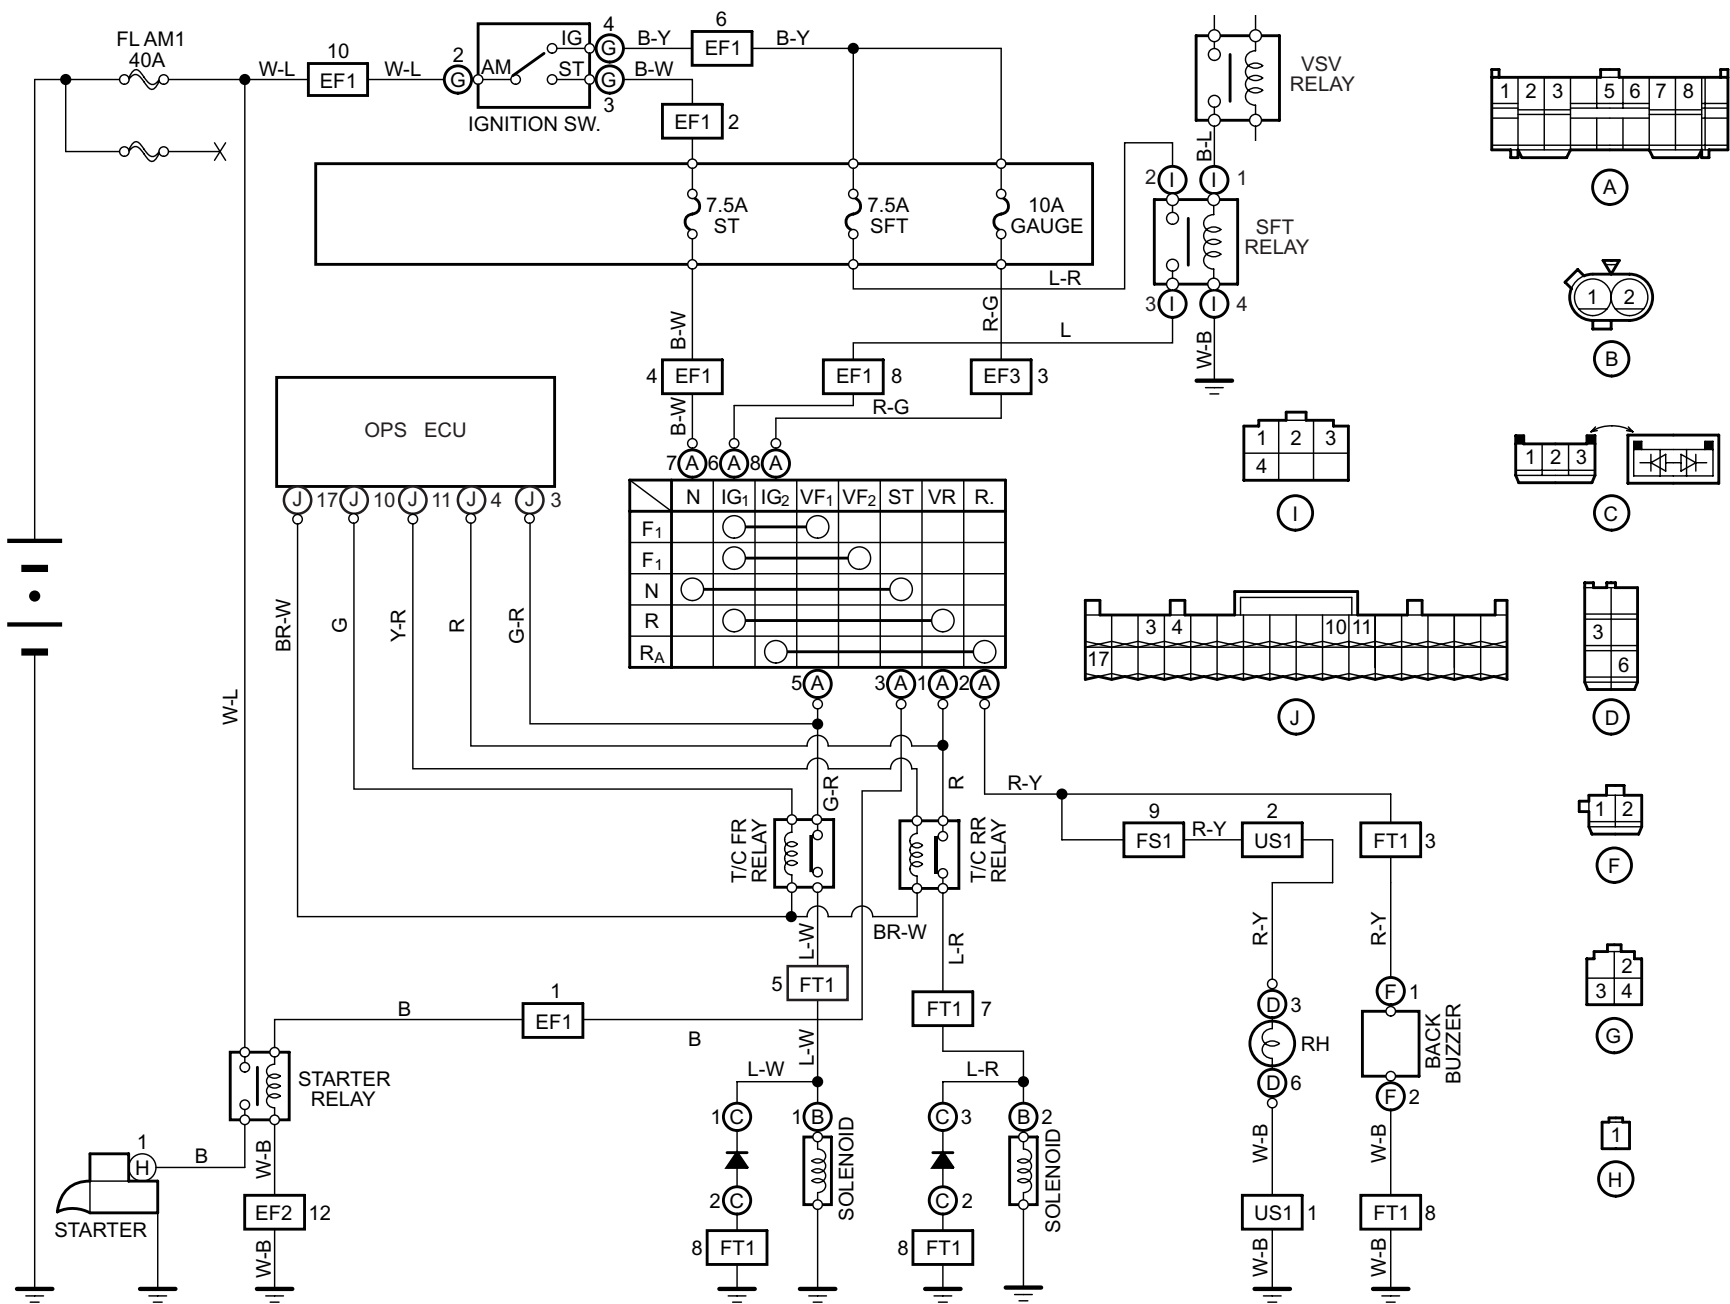 FL AM1
40A
W-L
10
EF1
W-L
2
G
AM
IG
ST
IGNITION SW.
4
G
B-Y
6
EF1
B-Y
G
3
B-W
EF1
2
7.5A
ST
7.5A
SFT
10A
GAUGE
VSV
RELAY
B-L
2
I
I
1
SFT
RELAY
3
I
I
4
W-B
L-R
R-G
L
B-W
4
EF1
EF1
8
EF3
3
B-W
R-G
7
A
6
A
8
A
OPS ECU
J
17
J
10
J
11
J
4
J
3
BR-W
G
Y-R
R
G-R
N
IG1
IG2
VF1
VF2
ST
VR
R.
F1
F1
N
R
RA
5
A
3
A
1
A
2
A
W-L
G-R
R
T/C FR
RELAY
T/C RR
RELAY
BR-W
L-W
L-R
5
FT1
FT1
7
B
1
EF1
B
L-W
L-W
L-R
STARTER
RELAY
1
H
B
W-B
STARTER
EF2
12
W-B
1
C
1
B
SOLENOID
C
3
B
2
SOLENOID
2
C
C
2
8
FT1
8
FT1
R-Y
9
FS1
R-Y
2
US1
FT1
3
R-Y
R-Y
D
3
RH
D
6
F
1
BACK
BUZZER
F
2
W-B
W-B
US1
1
FT1
8
W-B
W-B
1 2 3 5 6 7 8
A
1 2
B
1 2 3
4
I
1 2 3
C
3 4 10 11
17
J
3
6
D
1 2
F
2
3 4
G
1
H